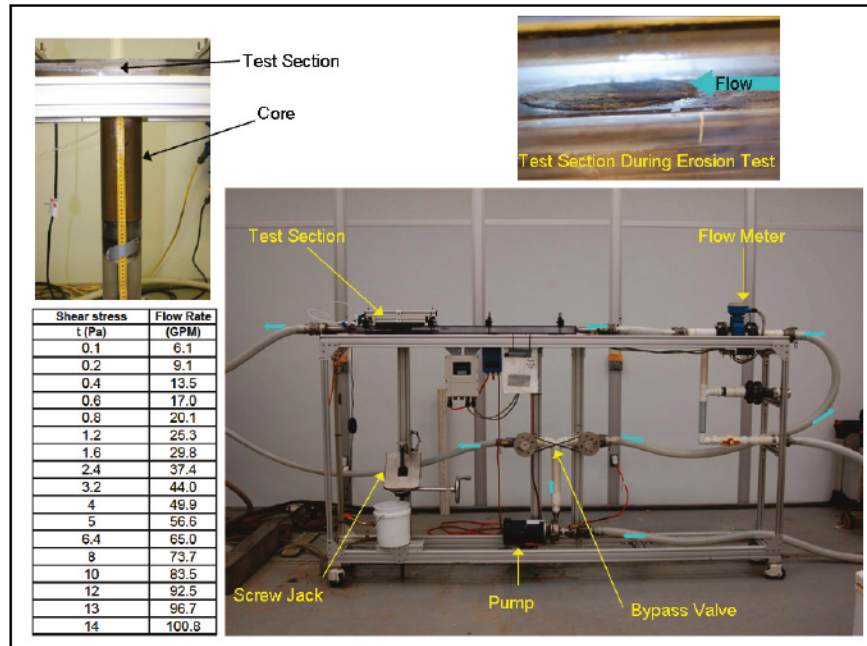 Test Section
Core
Flow
Test Section During Erosion Test
Test Section
Flow Meter
Shear stress Flow Rate
t (Pa) (GPM)
0.1 6.1
0.2 9.1
0.4 13.5
0.6 17.0
0.8 20.1
1.2 25.3
1.6 29.8
2.4 37.4
3.2 44.0
4 49.9
5 56.6
6.4 65.0
8 73.7
10 83.5
12 92.5
13 96.7
14 100.8
Screw Jack
Pump
Bypass Valve